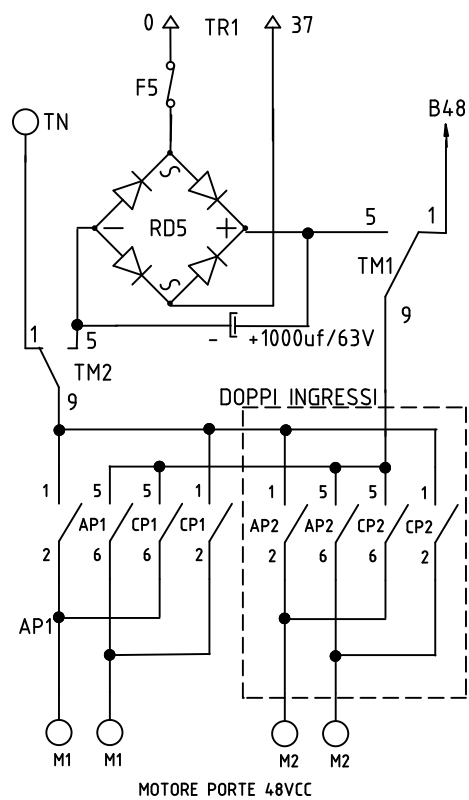 0 TR1 37
F5
B48
TN
- RD5 +
5 1
TM1
9
1 5
- +1000uf/63V
TM2
9
DOPPI INGRESSI
1 5 5 1 1 5 5 1
AP1 CP1 CP1 AP2 AP2 CP2 CP2
2 6 6 2 2 6 6 2
AP1
M1 M1 M2 M2
MOTORE PORTE 48VCC